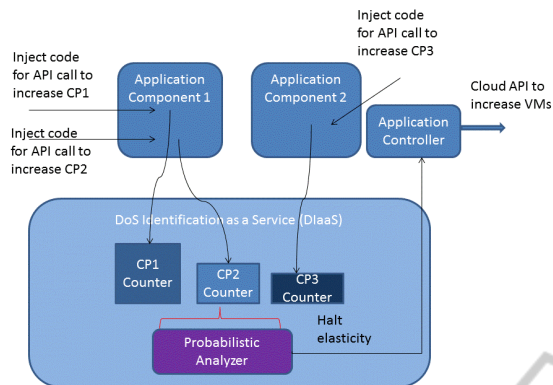 Inject code
for API call to
increase CP1
Inject code
for API call to
increase CP2
Application
Component 1
Application
Component 2
Inject code
for API call to
increase CP3
Application
Controller
Cloud API to
increase VMs
DoS Identification as a Service (DIaaS)
CP1
Counter
CP2
Counter
CP3
Counter
Halt
elasticity
Probabilistic
Analyzer